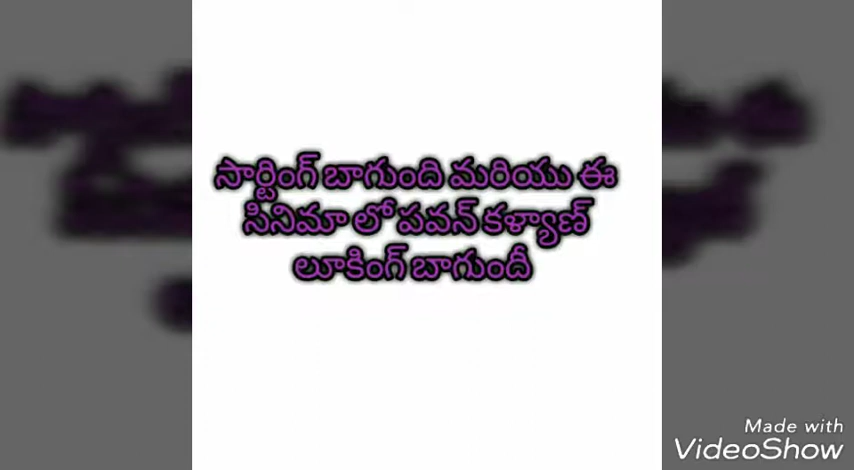 సార్టింగ్ బాగుంది మరియు ఈ
సినిమా లో పవన్ కళ్యాణ్
లూకింగ్ బాగుందీ
Made with
VideoShow